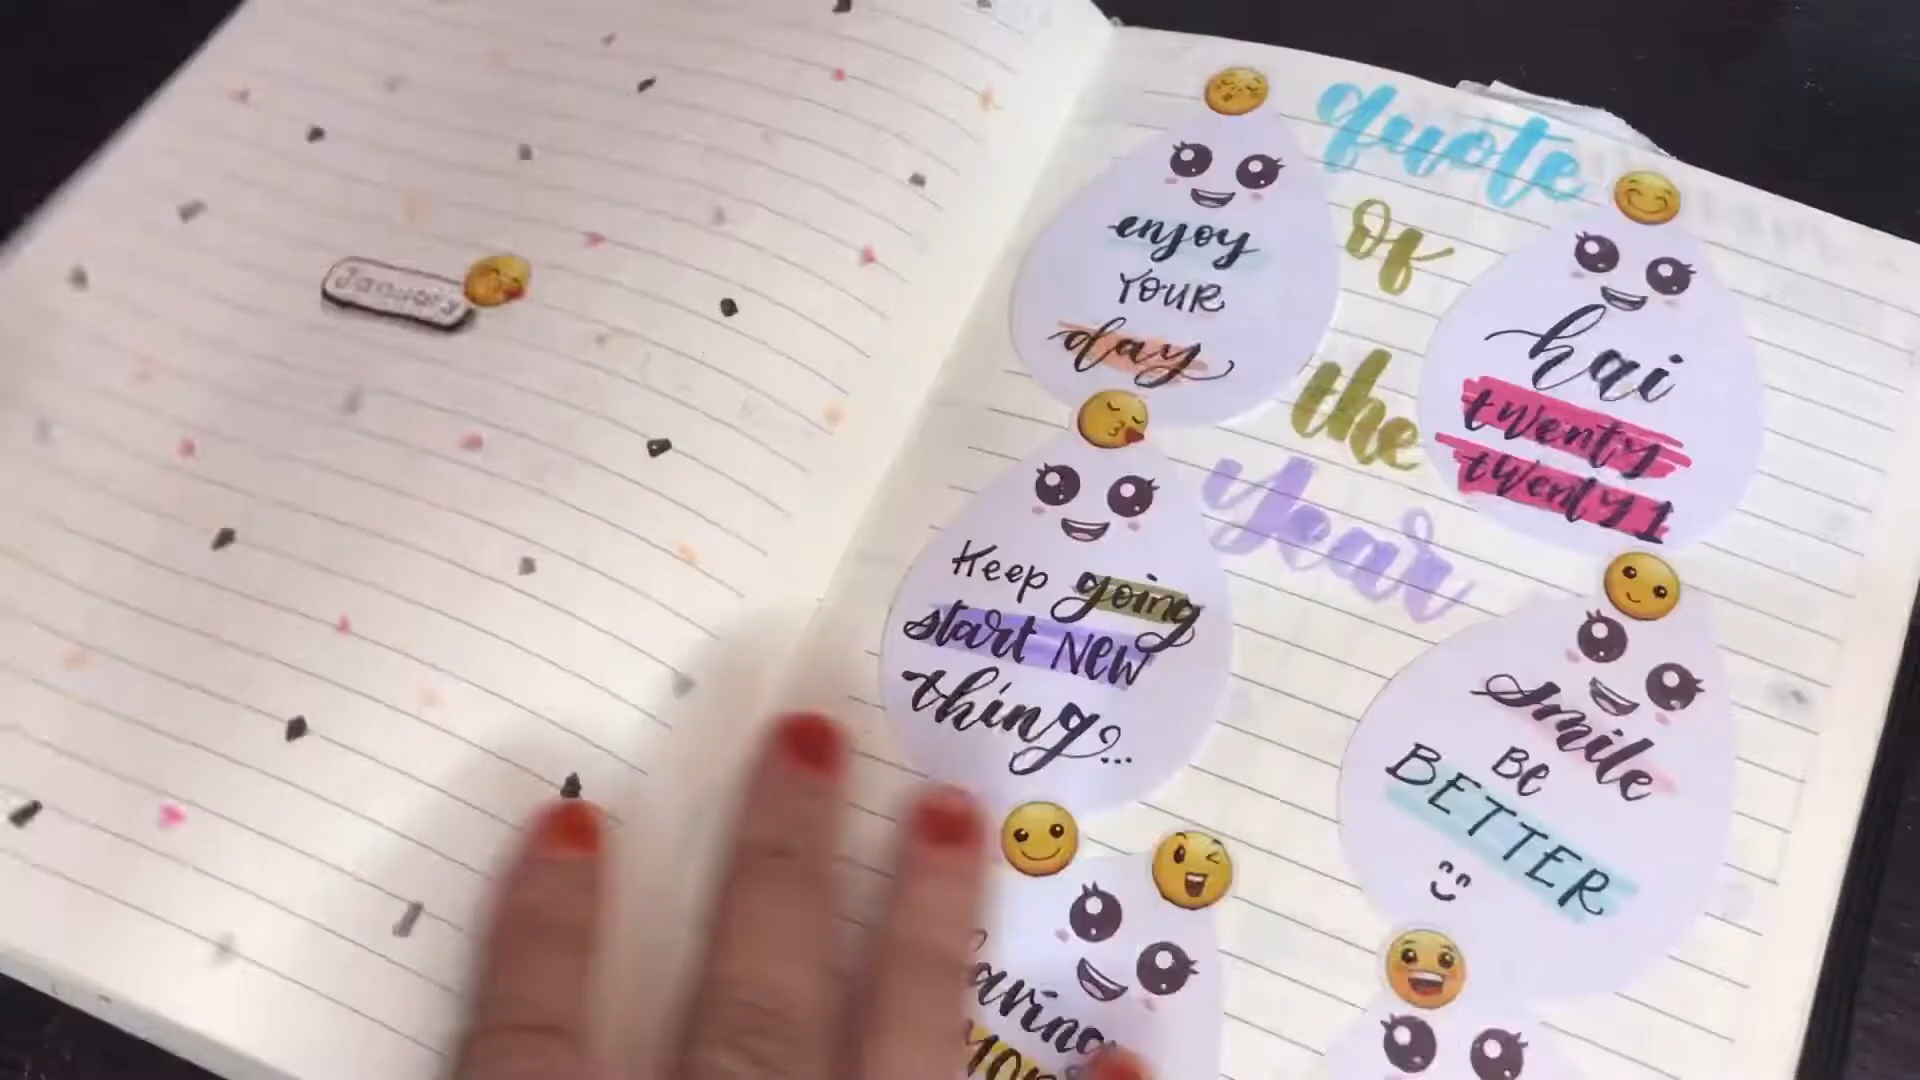 January
quote
of
the
year
enjoy
YOUR
day
hai
twenty
twenty 1
Keep going
start NEW
thing...
Smile
Be
BETTER